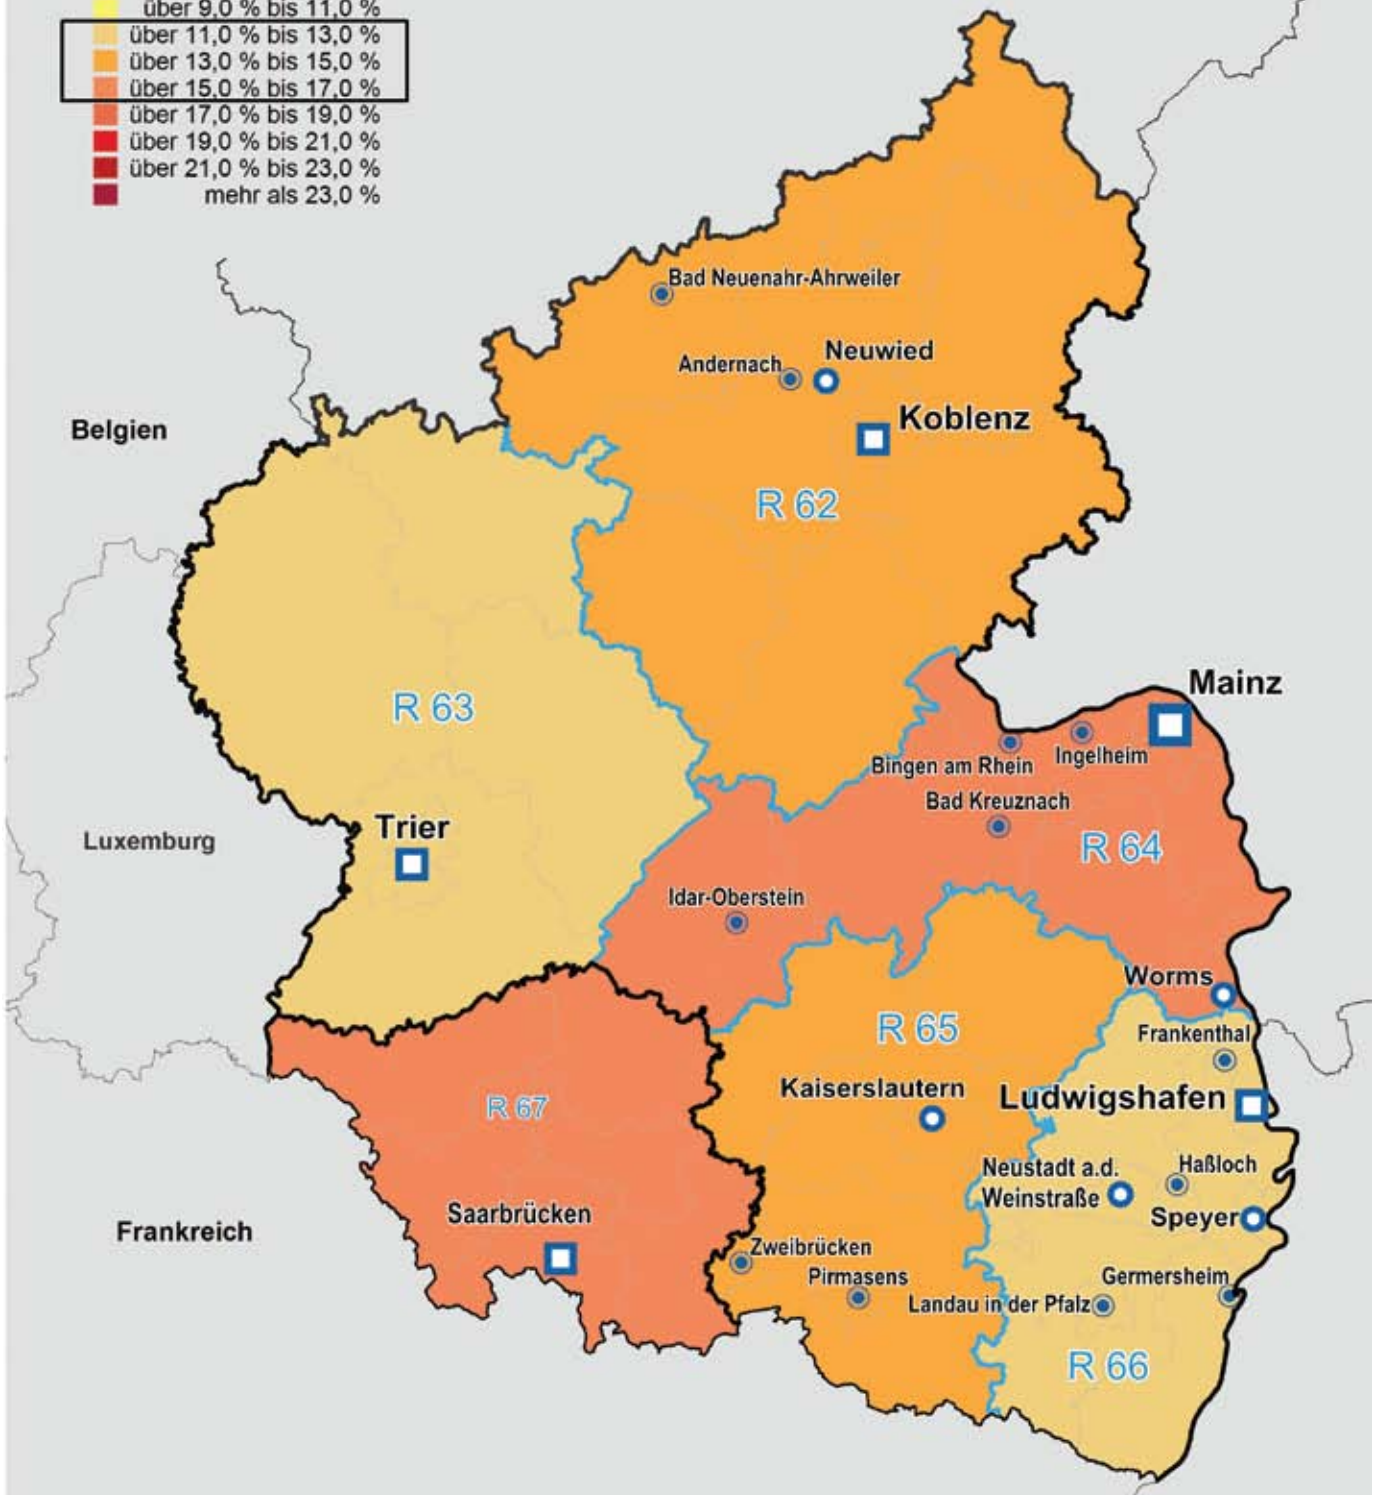 über 9,0 % bis 11,0 %
über 11,0 % bis 13,0 %
über 13,0 % bis 15,0 %
über 15,0 % bis 17,0 %
über 17,0 % bis 19,0 %
über 19,0 % bis 21,0 %
über 21,0 % bis 23,0 %
mehr als 23,0 %
Bad Neuenahr-Ahrweiler
Neuwied
Andernach
Koblenz
Belgien
R 62
Mainz
R 63
Ingelheim
Bingen am Rhein
Bad Kreuznach
Trier
Luxemburg
R 64
Idar-Oberstein
Worms
R 65
Frankenthal
Kaiserslautern
Ludwigshafen
R 67
Neustadt a.d.
Weinstraße
Haßloch
Saarbrücken
Speyer
Frankreich
Zweibrücken
Pirmasens
Germersheim
Landau in der Pfalz
R 66